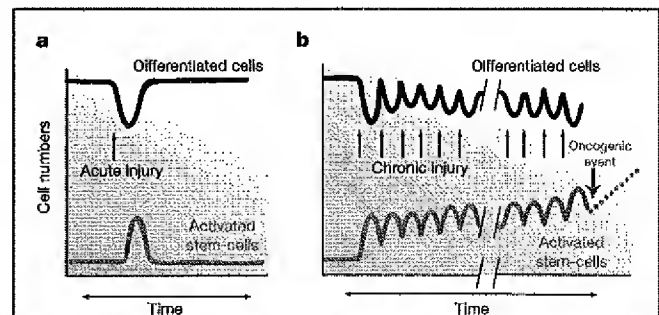 a
Differentiated cells
Acute Injury
Activated
stem-cells
Cell numbers
Time
b
Differentiated cells
Chronic Injury
Oncogenic
event
Activated
stem-cells
Time